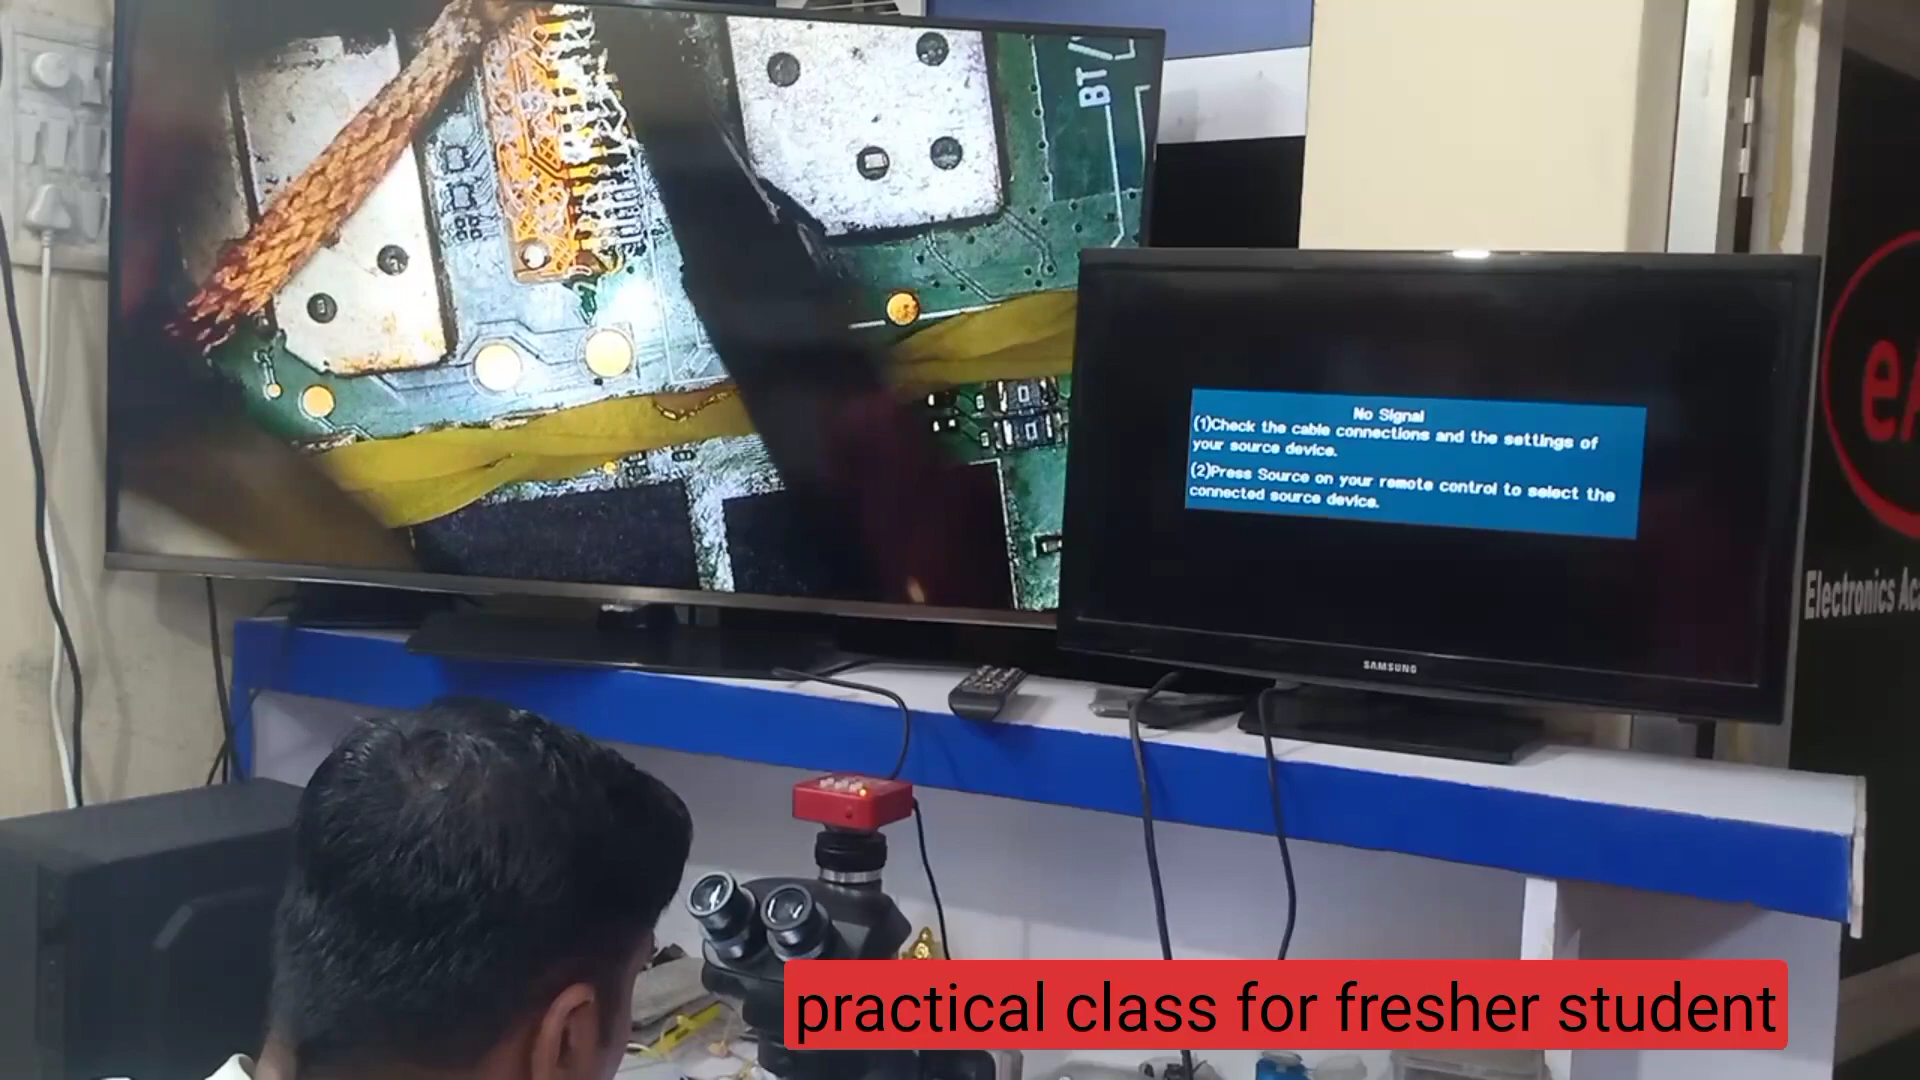 BT/
No Signal
(1)Check the cable connections and the settings of
your source device.
(2)Press Source on your remote control to select the
connected source device.
SAMSUNG
Electronics
practical class for fresher student